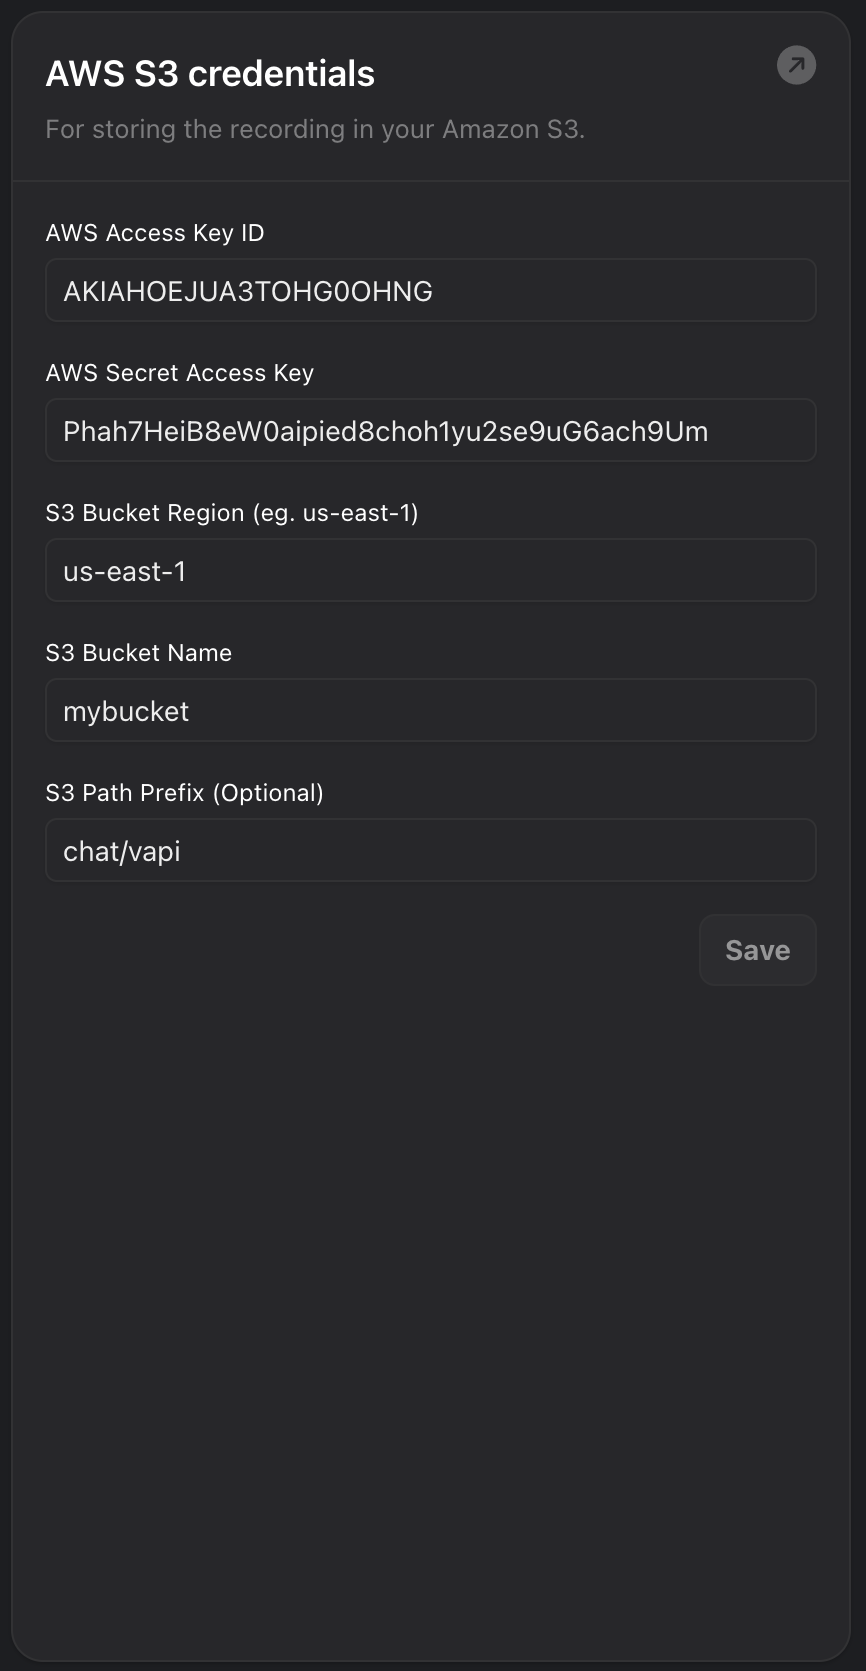 AWS S3 credentials
For storing the recording in your Amazon S3.
AWS Access Key ID
AKIAHOEJUA3TOHG0OHNG
AWS Secret Access Key
Phah7HeiB8eW0aipied8choh1yu2se9uG6ach9Um
S3 Bucket Region (eg. us-east-1)
us-east-1
S3 Bucket Name
mybucket
S3 Path Prefix (Optional)
chat/vapi
Save